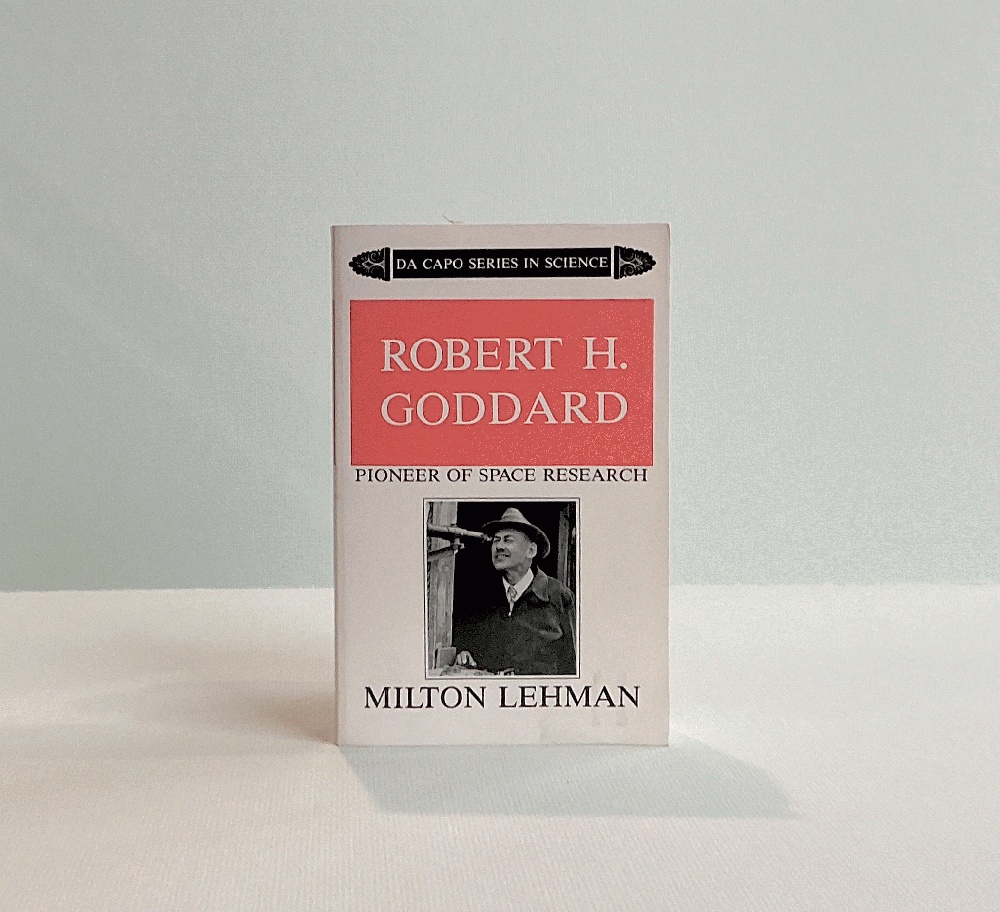 DA CAPO SERIES IN SCIENCE
ROBERT H.
GODDARD
PIONEER OF SPACE RESEARCH
MILTON LEHMAN